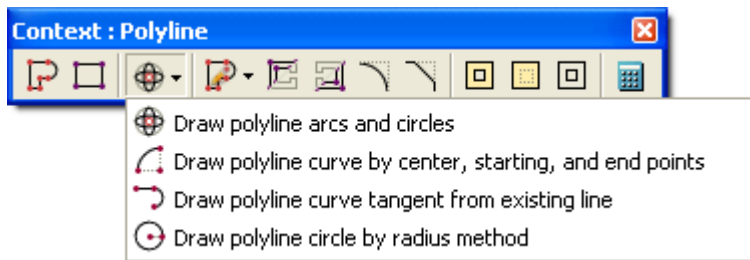 Context : Polyline
Draw polyline arcs and circles
Draw polyline curve by center, starting, and end points
Draw polyline curve tangent from existing line
Draw polyline circle by radius method